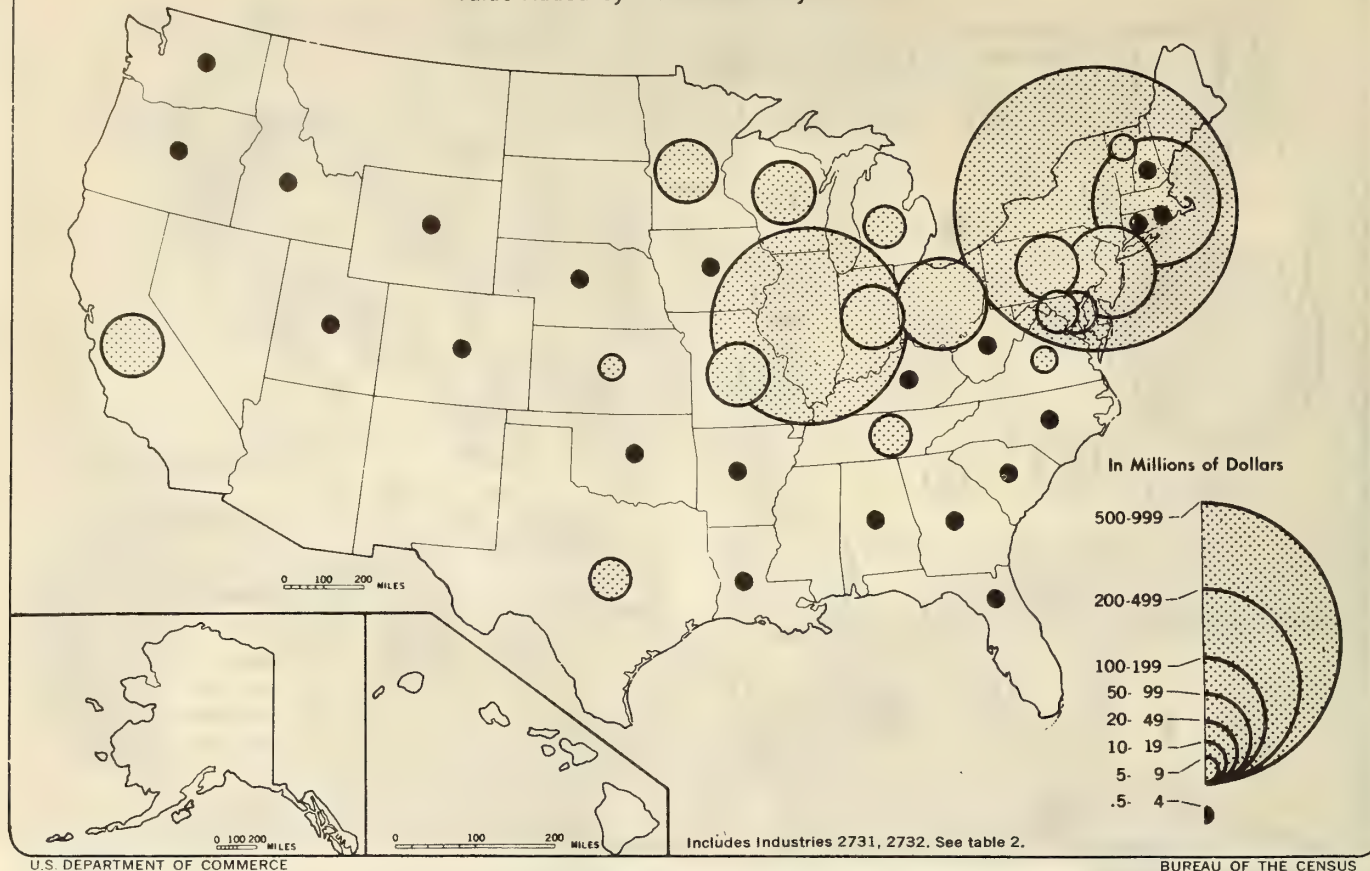 In Millions of Dollars
500-999
200-499
100-199
50- 99
20- 49
10- 19
5- 9
.5- 4
0 100 200 MILES
0 100 200 MILES
0 100 200 MILES
Includes Industries 2731, 2732. See table 2.
U.S. DEPARTMENT OF COMMERCE
BUREAU OF THE CENSUS